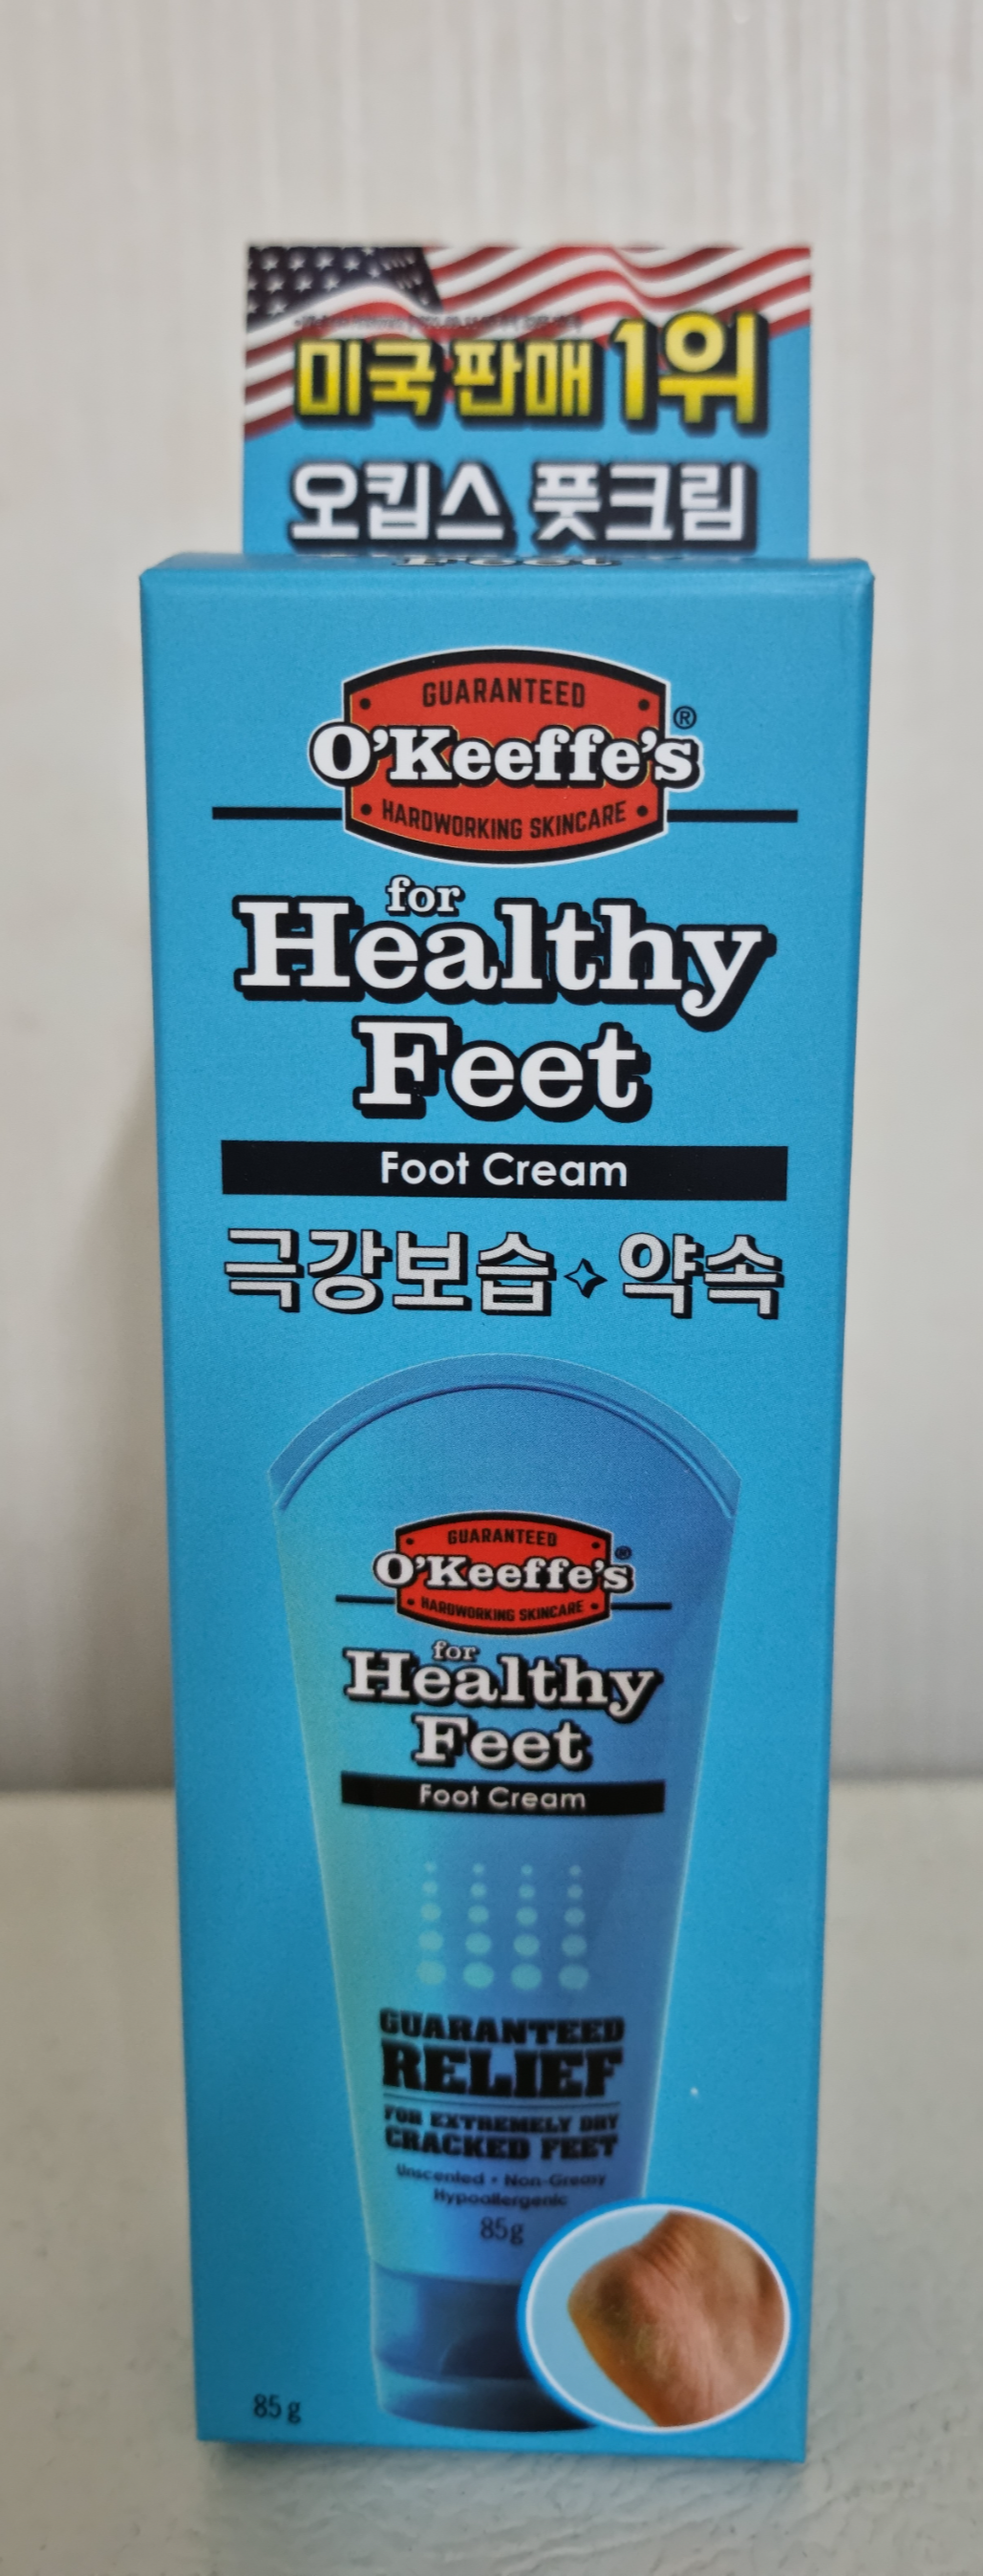 미국 판매 1위
오킵스 풋크림
Foot
GUARANTEED
O'Keeffe's®
HARDWORKING SKINCARE
for
Healthy
Feet
Foot Cream
극강보습 약속
GUARANTEED
O'Keeffe's®
HARDWORKING SKINCARE
for
Healthy
Feet
Foot Cream
GUARANTEED
RELIEF
FOR EXTREMELY DRY
CRACKED FEET
Unscented • Non-Greasy
Hypoallergenic
85g
85 g